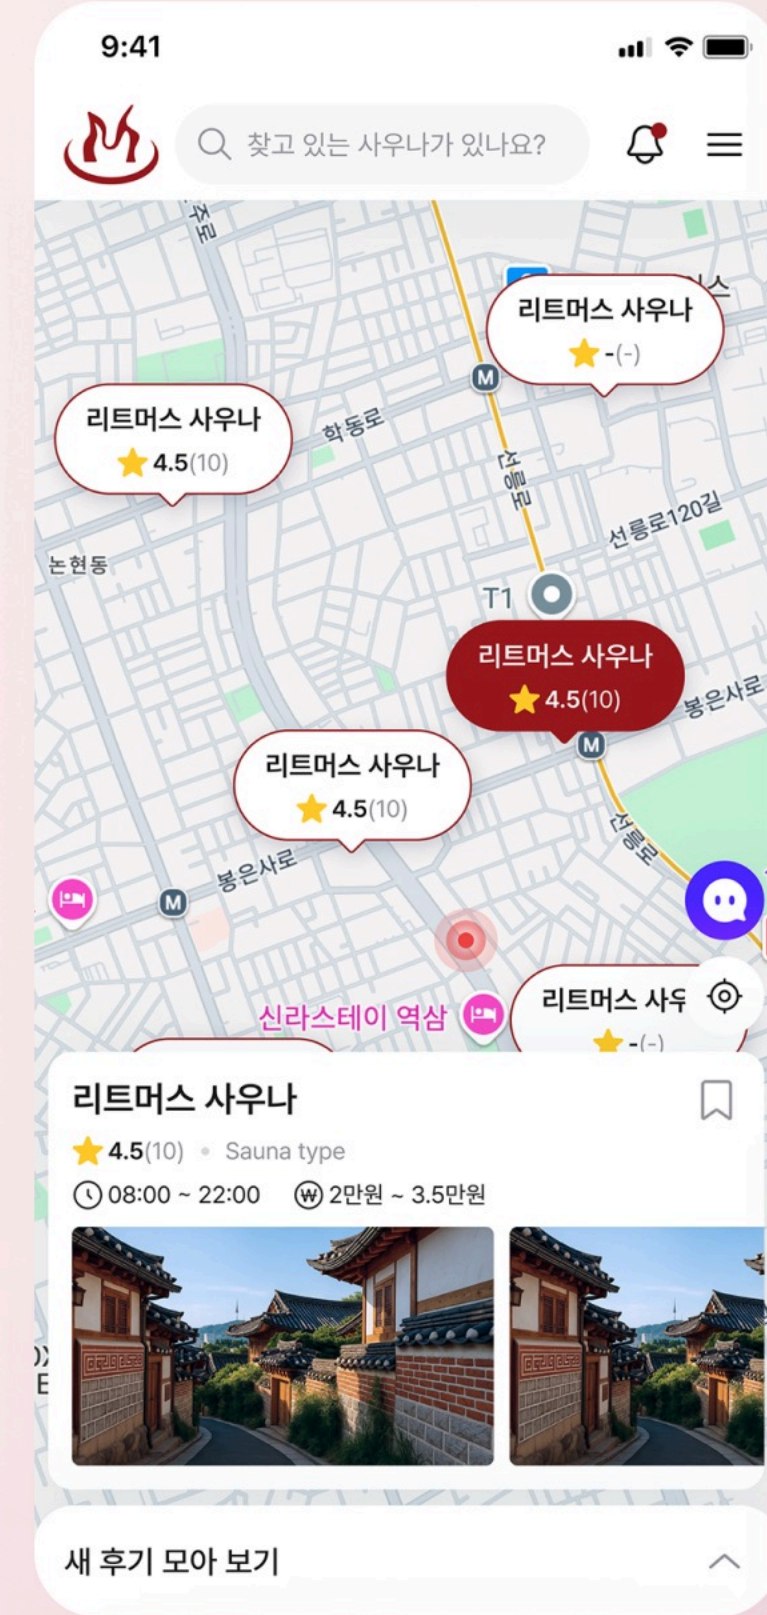 9:41
찾고 있는 사우나가 있나요?
리트머스 사우나
-(-)
리트머스 사우나
4.5(10)
학동로
선릉로
선릉로120길
논현동
T1
리트머스 사우나
4.5(10)
봉은사로
M
M
리트머스 사우나
4.5(10)
선릉로
봉은사로
M
신라스테이 역삼
리트머스 사우
-(-)
리트머스 사우나
4.5(10) • Sauna type
08:00 ~ 22:00 ₩ 2만원 ~ 3.5만원
새 후기 모아 보기